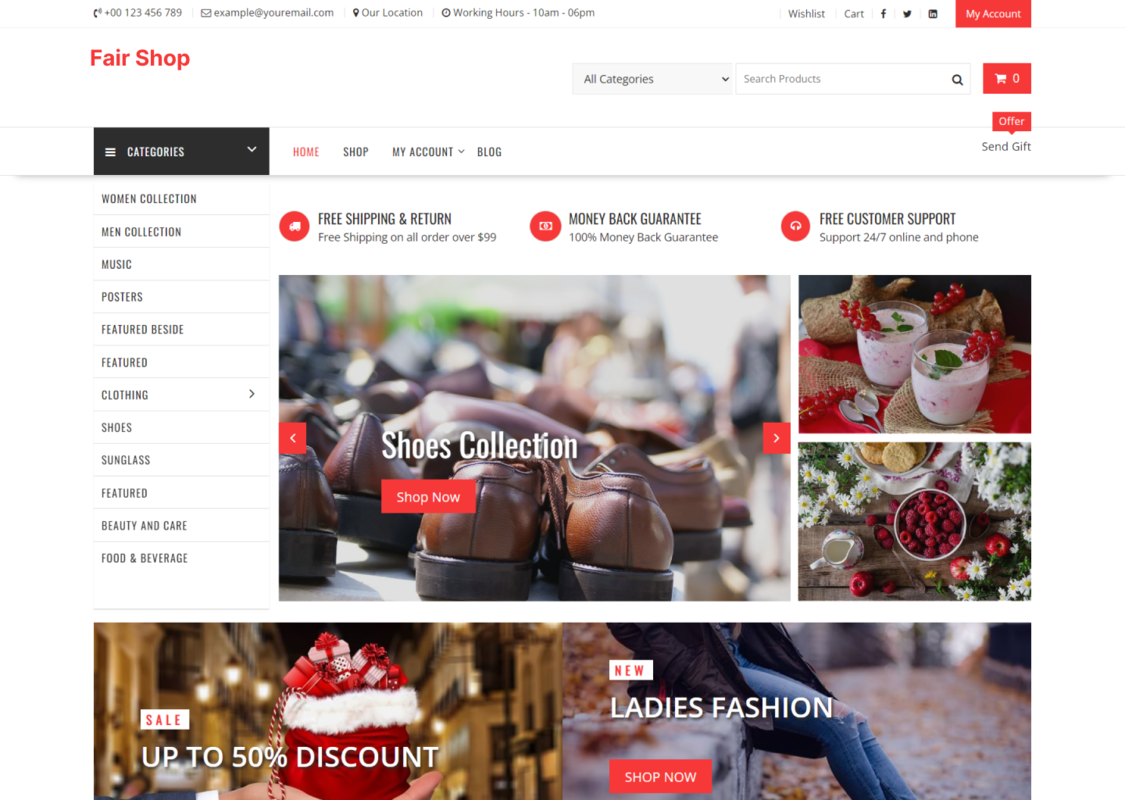 +00 123 456 789 example@youremail.com Our Location Working Hours - 10am - 06pm Wishlist Cart My Account
Fair Shop
All Categories Search Products 0
Offer
CATEGORIES HOME SHOP MY ACCOUNT BLOG Send Gift
WOMEN COLLECTION
MEN COLLECTION
MUSIC
POSTERS
FEATURED BESIDE
FEATURED
CLOTHING
SHOES
SUNGLASS
FEATURED
BEAUTY AND CARE
FOOD & BEVERAGE
FREE SHIPPING & RETURN
Free Shipping on all order over $99
MONEY BACK GUARANTEE
100% Money Back Guarantee
FREE CUSTOMER SUPPORT
Support 24/7 online and phone
Shoes Collection
Shop Now
SALE
UP TO 50% DISCOUNT
NEW
LADIES FASHION
SHOP NOW